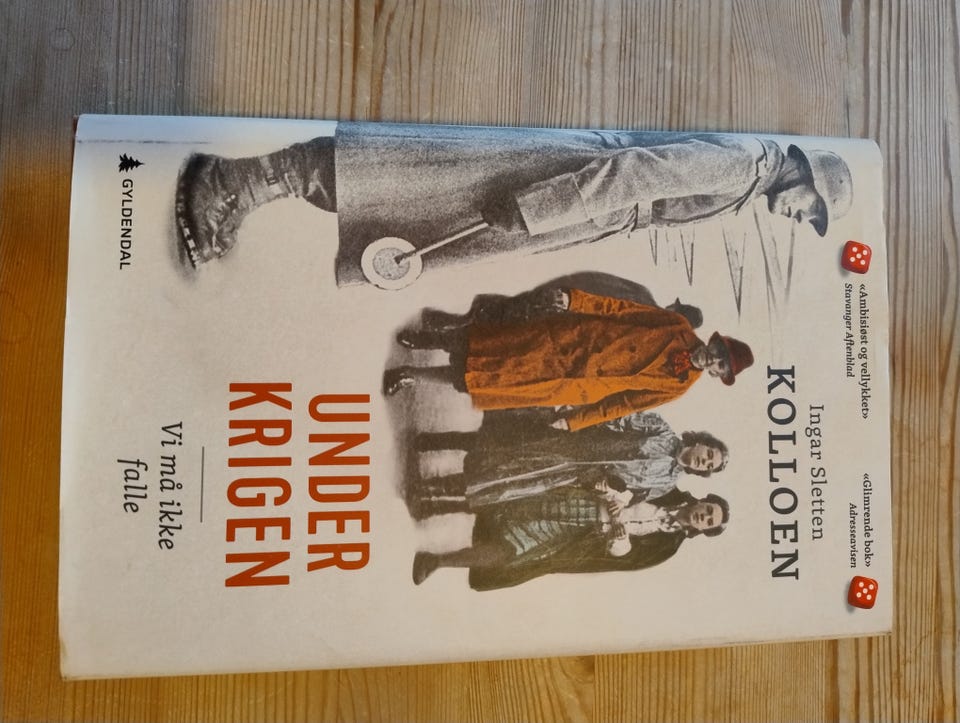 «Ambisiøst og vellykket»
Stavanger Aftenblad
«Glimrende bok»
Adresseavisen
Ingar Sletten
KOLLOEN
UNDER
KRIGEN
Vi må ikke
falle
GYLDENDAL